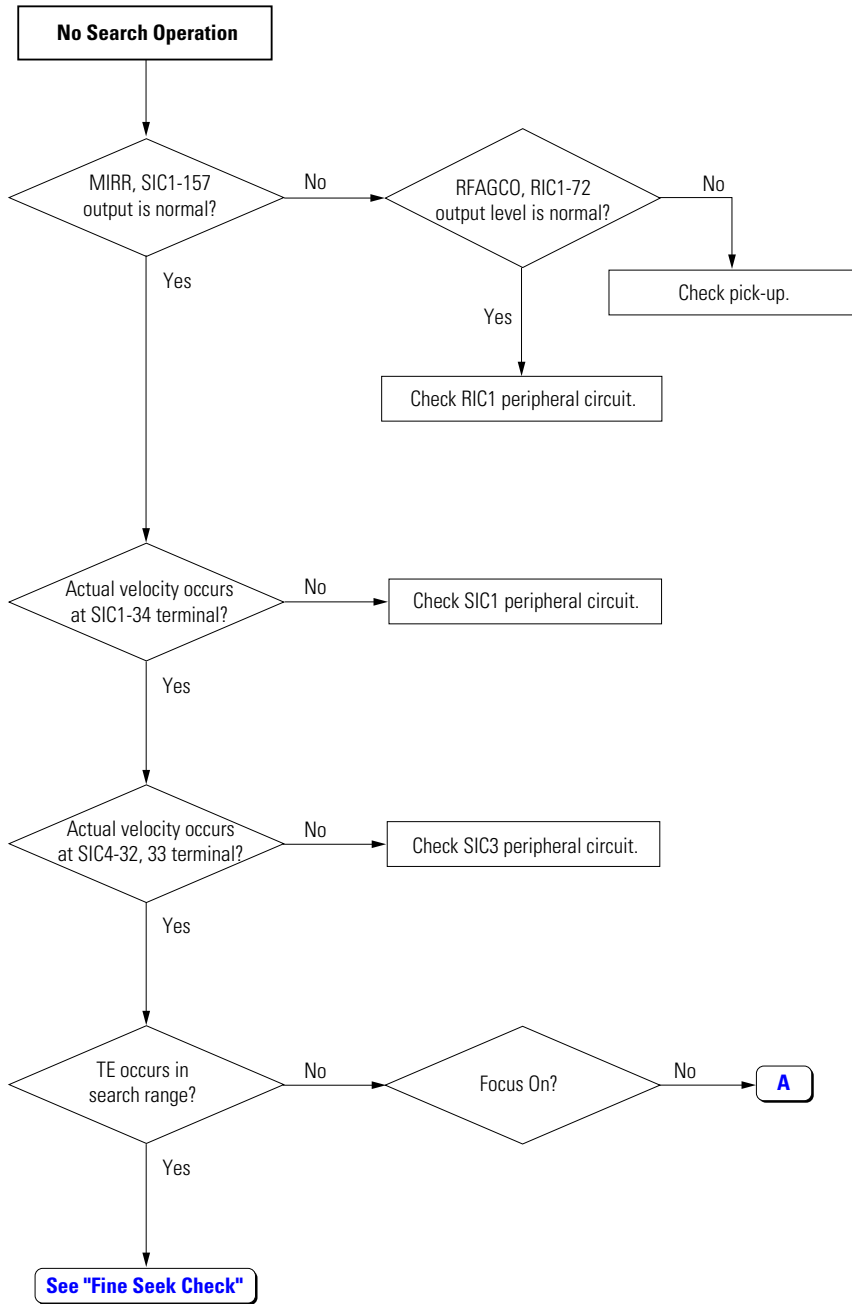 No Search Operation
MIRR, SIC1-157
output is normal?
No
RFAGCO, RIC1-72
output level is normal?
No
Yes
Check pick-up.
Yes
Check RIC1 peripheral circuit.
Actual velocity occurs
at SIC1-34 terminal?
No
Check SIC1 peripheral circuit.
Yes
Actual velocity occurs
at SIC4-32, 33 terminal?
No
Check SIC3 peripheral circuit.
Yes
TE occurs in
search range?
No
Focus On?
No
A
Yes
See "Fine Seek Check"